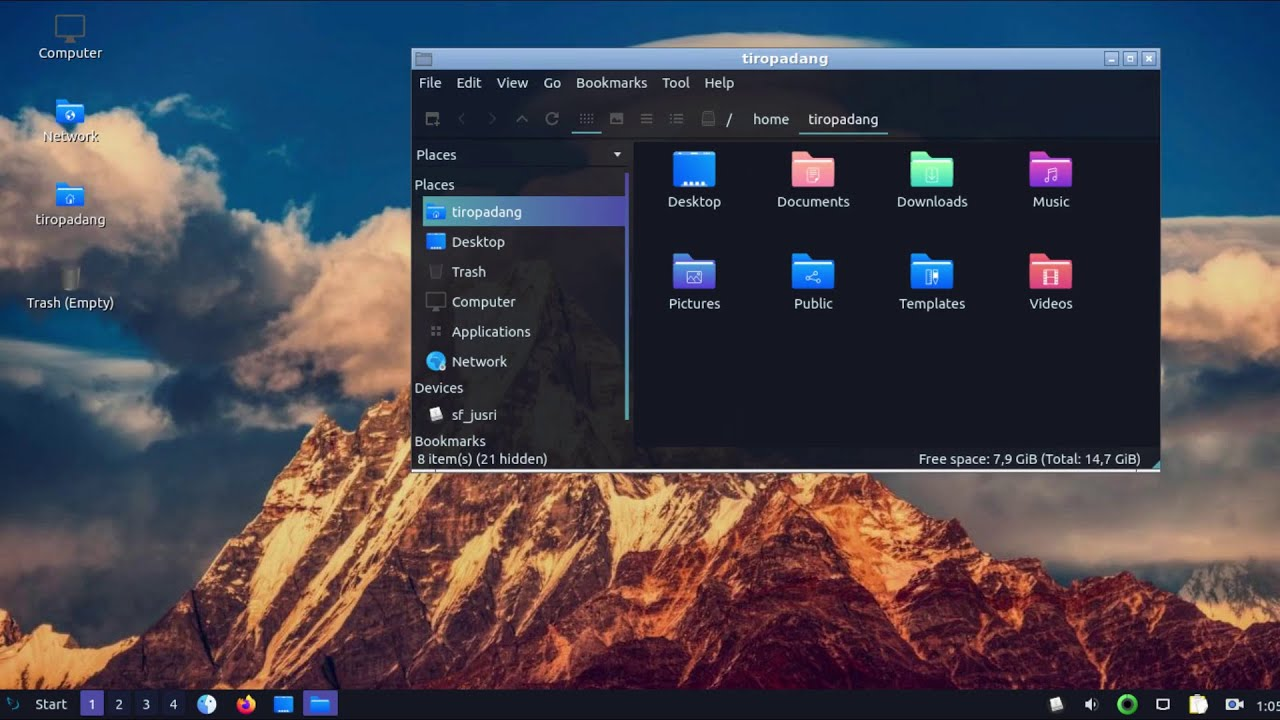 Computer
Network
tiropadang
Trash (Empty)
tiropadang
File Edit View Go Bookmarks Tool Help
/ home tiropadang
Places
Places
tiropadang
Desktop
Trash
Computer
Applications
Network
Devices
sf_jusri
Bookmarks
Desktop Documents Downloads Music
Pictures Public Templates Videos
8 item(s) (21 hidden) Free space: 7,9 GiB (Total: 14,7 GiB)
Start 1 2 3 4 1:05